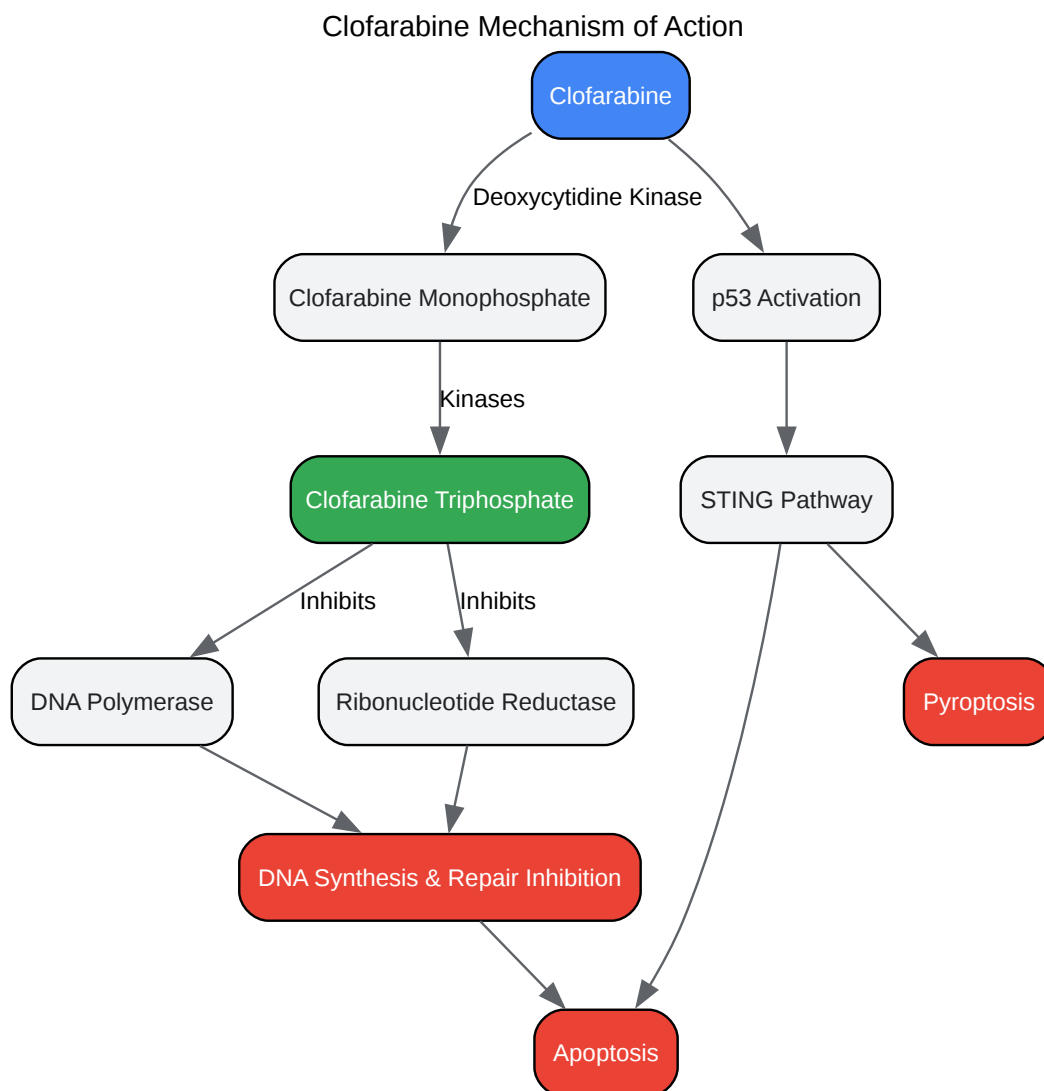 Clofarabine Mechanism of Action
Clofarabine
Deoxycytidine Kinase
Clofarabine Monophosphate
p53 Activation
Kinases
Clofarabine Triphosphate
STING Pathway
Inhibits
Inhibits
DNA Polymerase
Ribonucleotide Reductase
Pyroptosis
DNA Synthesis & Repair Inhibition
Apoptosis